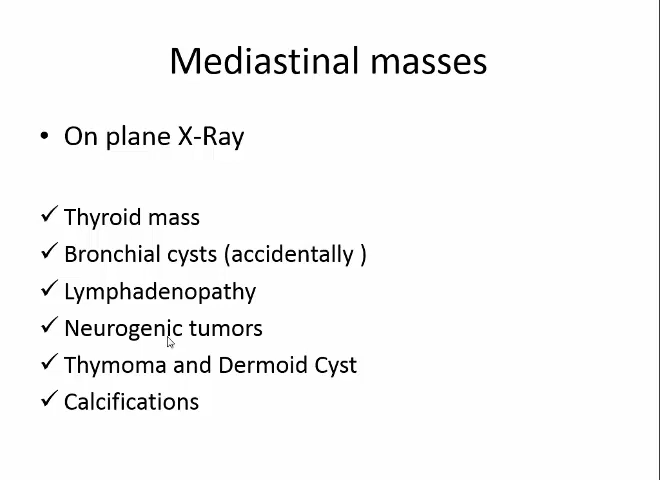 Mediastinal masses
• On plane X-Ray
✓ Thyroid mass
✓ Bronchial cysts (accidentally )
✓ Lymphadenopathy
✓ Neurogenic tumors
✓ Thymoma and Dermoid Cyst
✓ Calcifications